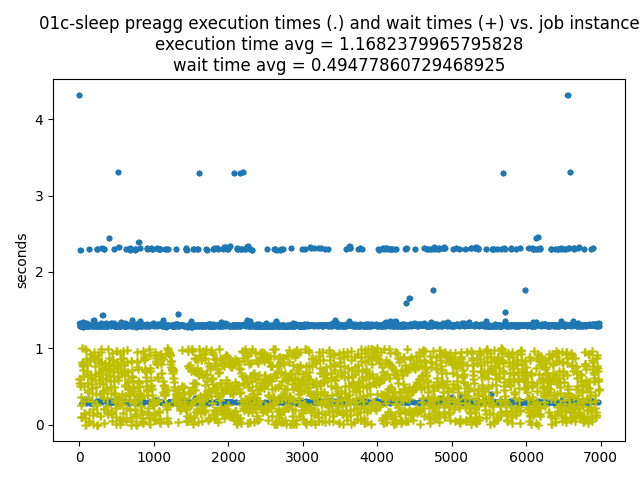 01c-sleep preagg execution times (.) and wait times (+) vs. job instance
execution time avg = 1.1682379965795828
wait time avg = 0.49477860729468925
seconds
4
3
2
1
0
0 1000 2000 3000 4000 5000 6000 7000